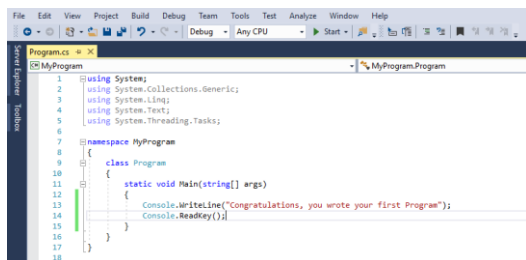 File Edit View Project Build Debug Team Tools Test Analyze Window Help
Debug Any CPU Start
Server Explorer
Toolbox
Program.cs
C# MyProgram MyProgram.Program
1 using System;
2 using System.Collections.Generic;
3 using System.Linq;
4 using System.Text;
5 using System.Threading.Tasks;
6
7 namespace MyProgram
8 {
9 class Program
10 {
11 static void Main(string[] args)
12 {
13 Console.WriteLine("Congratulations, you wrote your first Program");
14 Console.ReadKey();
15 }
16 }
17 }
18